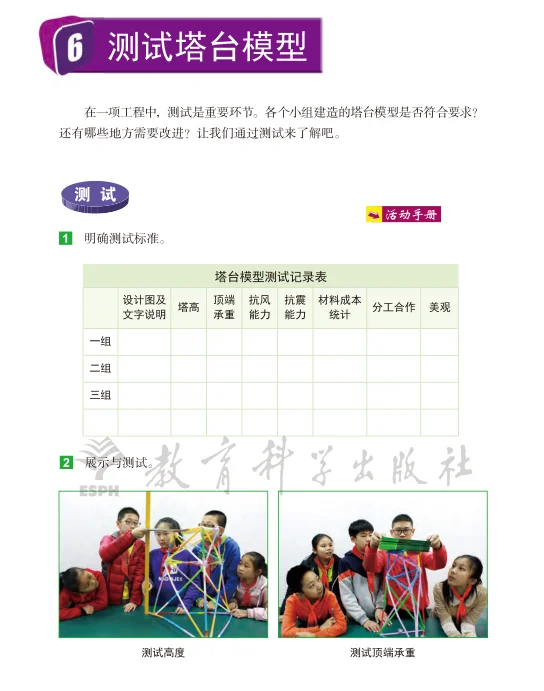 6 测试塔台模型
在一项工程中，测试是重要环节。各个小组建造的塔台模型是否符合要求？
还有哪些地方需要改进？让我们通过测试来了解吧。
测 试
活动手册
1 明确测试标准。
塔台模型测试记录表
设计图及文字说明 塔高 顶端承重 抗风能力 抗震能力 材料成本统计 分工合作 美观
一组
二组
三组
2 展示与测试。
ESPH 教育科学出版社
测试高度 测试顶端承重